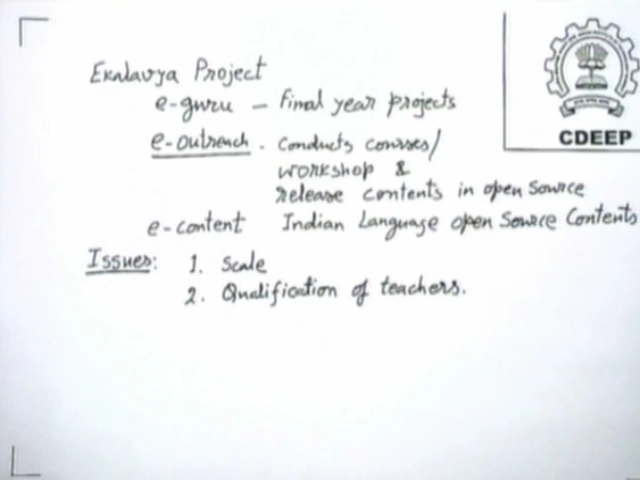 Ekalavya Project
e-guru – Final year projects
e-outreach - Conducts courses/
workshop &
release contents in open source
e-content Indian Language open Source Contents
Issues: 1. Scale
2. Qualification of teachers.
CDEEP